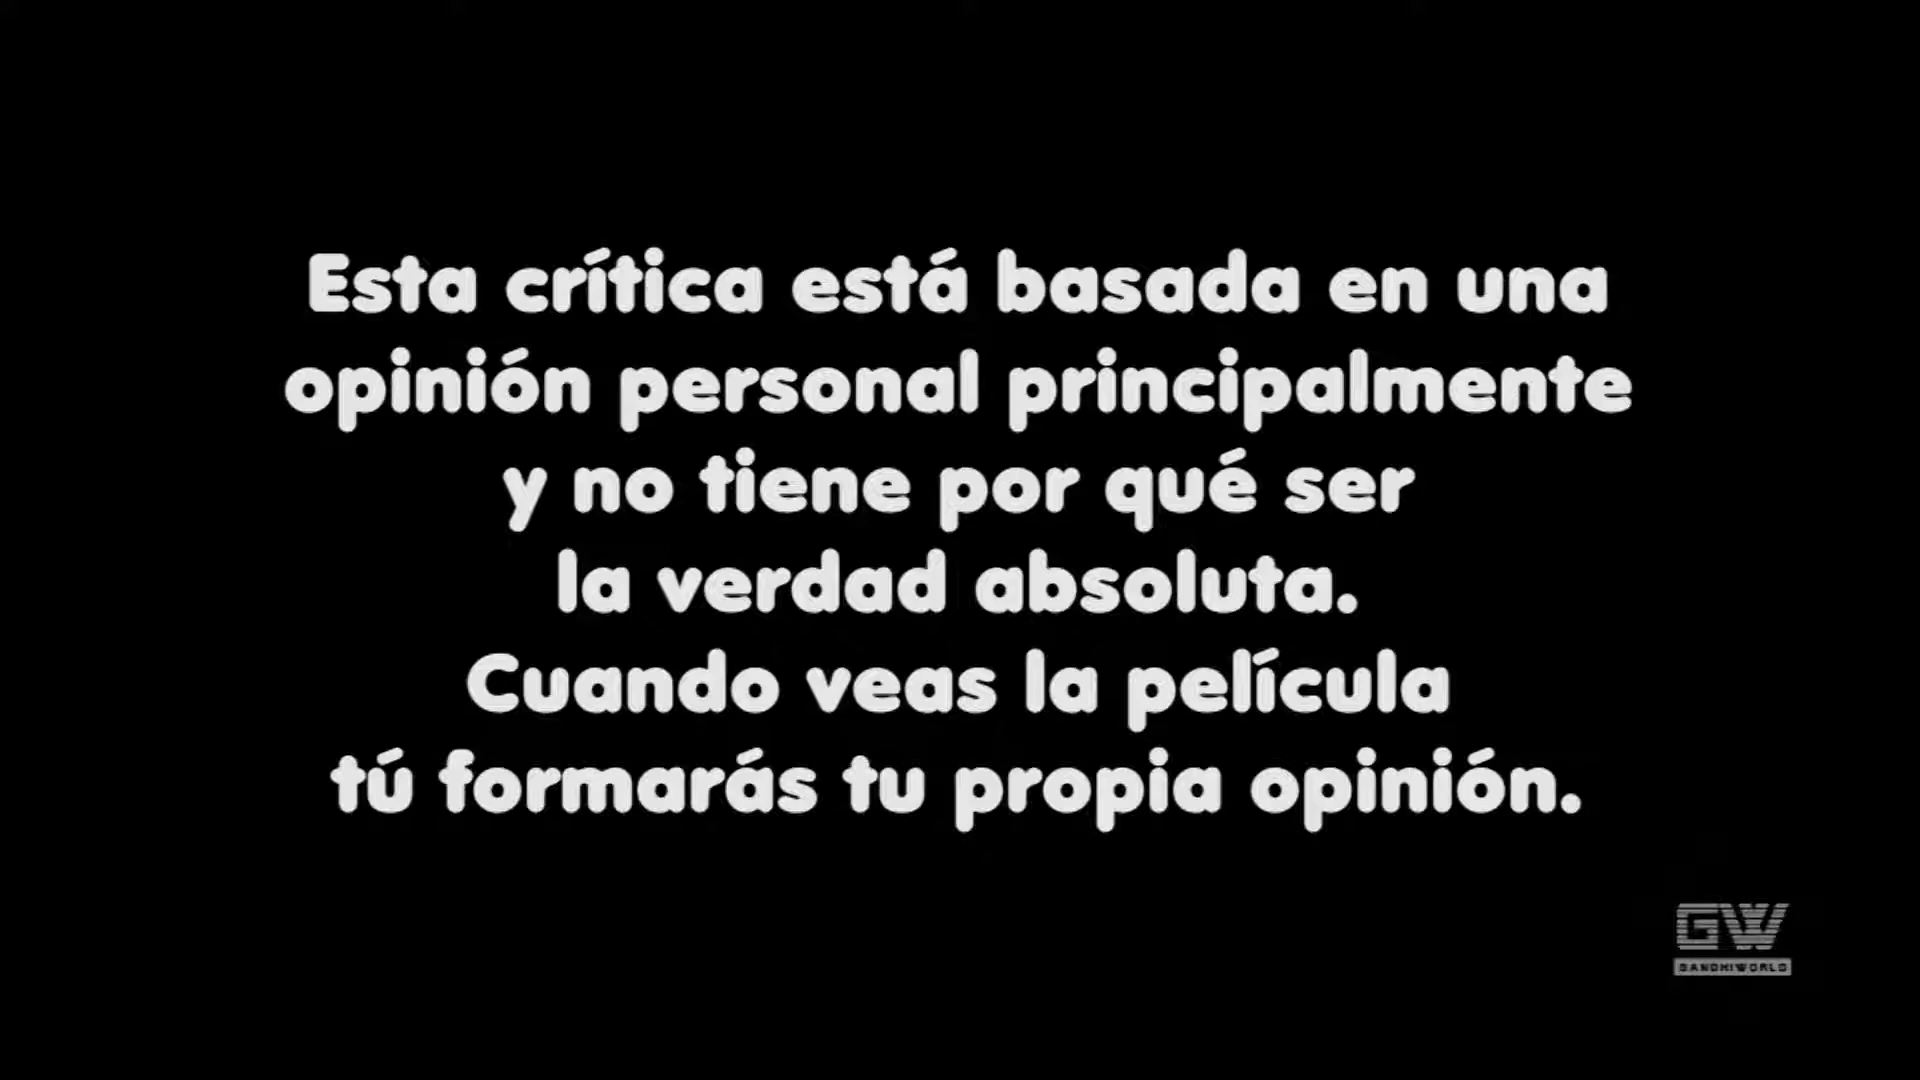 Esta crítica está basada en una
opinión personal principalmente
y no tiene por qué ser
la verdad absoluta.
Cuando veas la película
tú formarás tu propia opinión.
GW
GANDHIWORLD